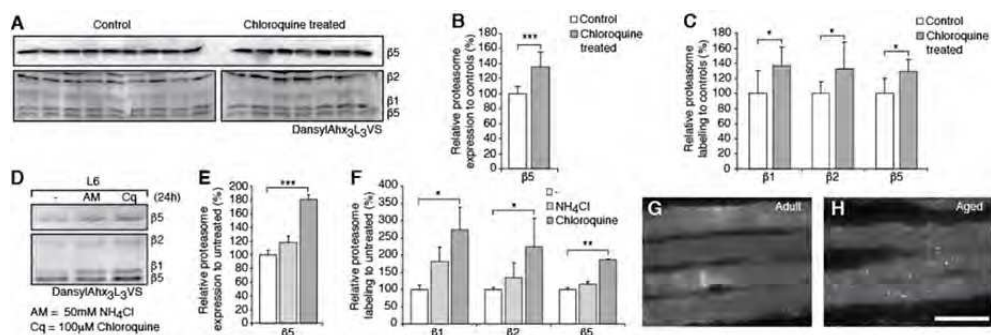 A
Control
Chloroquine treated
β5
β2
β1
β5
DansylAhx3L3VS
B
Control
Chloroquine
treated
Relative proteasome
expression to controls (%)
180
160
140
120
100
80
60
40
20
0
***
β5
C
Control
Chloroquine
treated
Relative proteasome
labeling to controls (%)
180
160
140
120
100
80
60
40
20
0
*
*
*
β1
β2
β5
D
L6
-
AM
Cq
(24h)
β5
β2
β1
β5
DansylAhx3L3VS
AM = 50mM NH4Cl
Cq = 100µM Chloroquine
E
Relative proteasome
expression to untreated (%)
200
180
160
140
120
100
80
60
40
20
0
***
β5
F
-
NH4Cl
Chloroquine
Relative proteasome
labeling to untreated (%)
400
350
300
250
200
150
100
50
0
*
*
**
β1
β2
β5
G
Adult
H
Aged